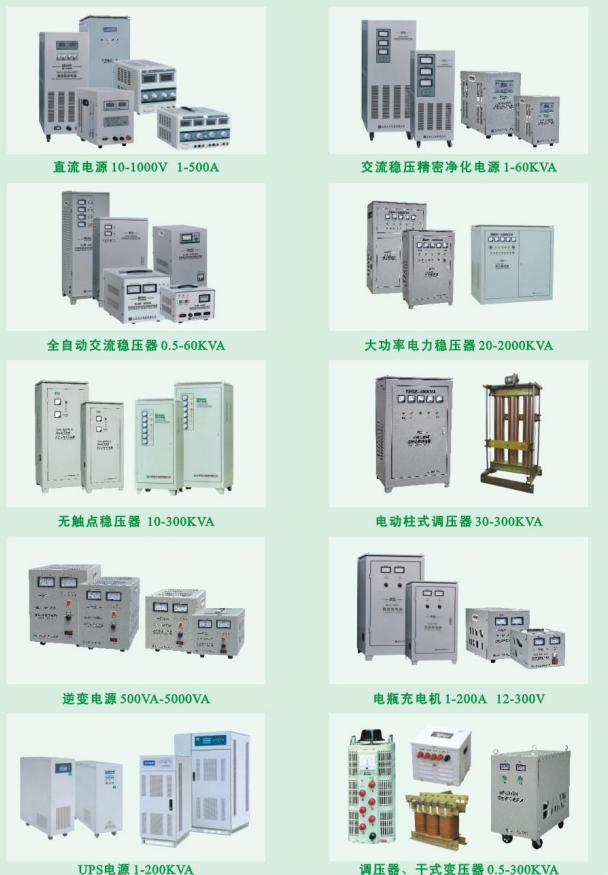 直流电源 10-1000V 1-500A
交流稳压精密净化电源 1-60KVA
全自动交流稳压器 0.5-60KVA
大功率电力稳压器 20-2000KVA
无触点稳压器 10-300KVA
电动柱式调压器 30-300KVA
逆变电源 500VA-5000VA
电瓶充电机 1-200A 12-300V
UPS电源 1-200KVA
调压器、干式变压器 0.5-300KVA